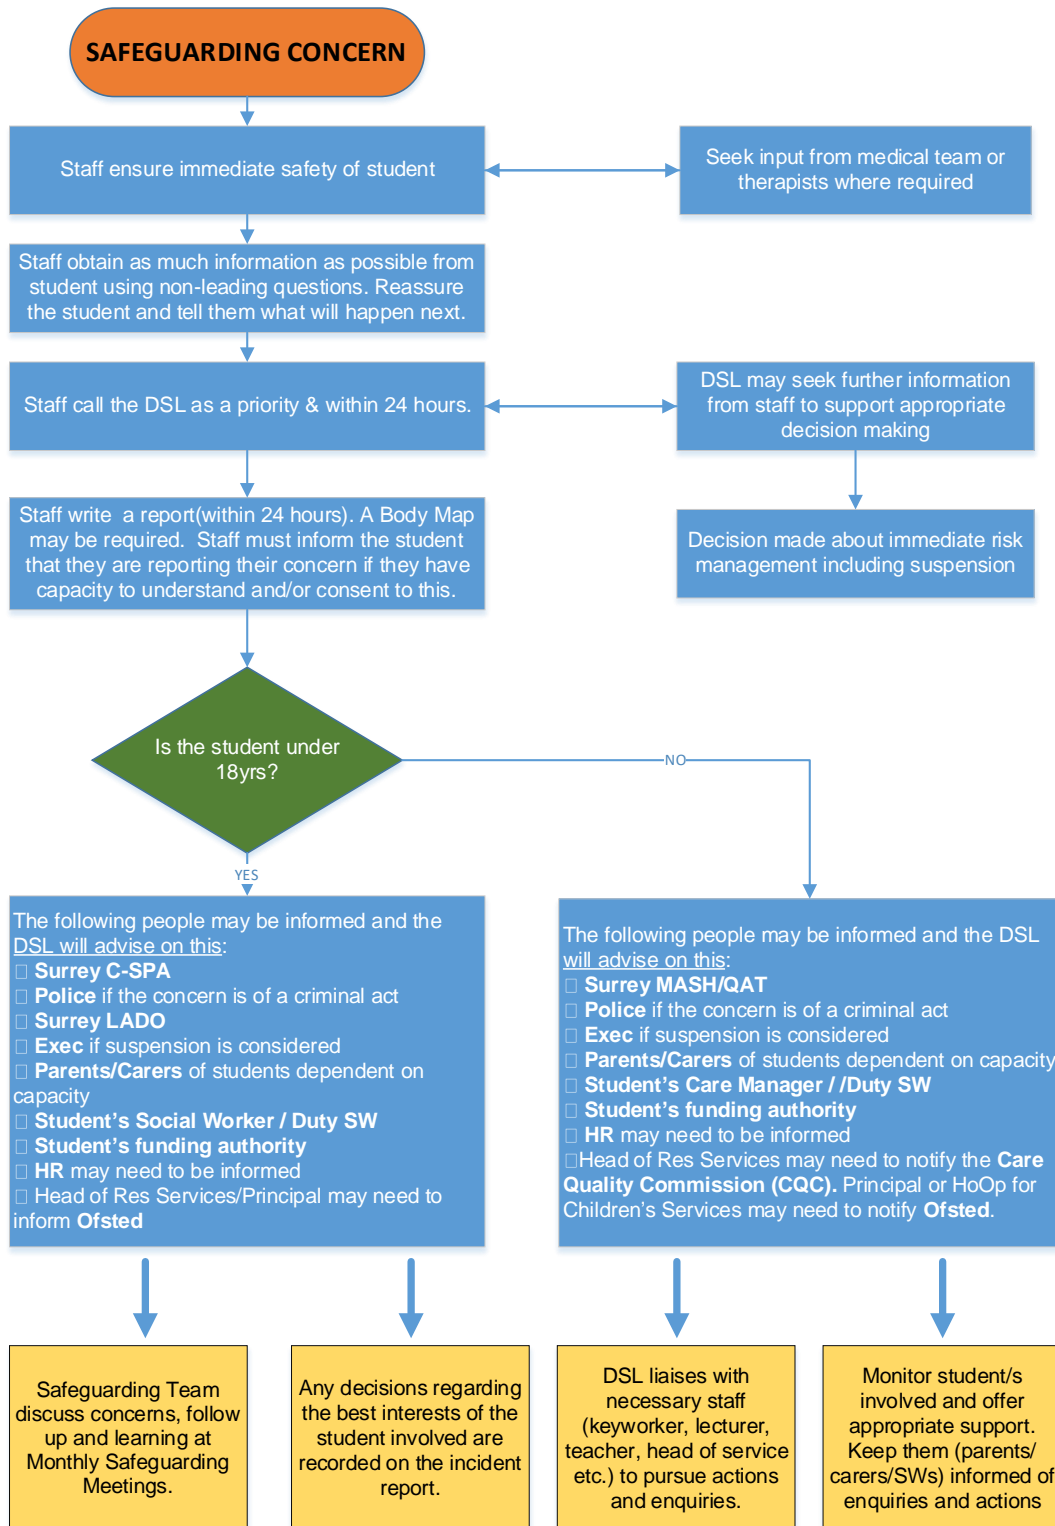 SAFEGUARDING CONCERN
Staff ensure immediate safety of student
Seek input from medical team or
therapists where required
Staff obtain as much information as possible from
student using non-leading questions. Reassure
the student and tell them what will happen next.
Staff call the DSL as a priority & within 24 hours.
DSL may seek further information
from staff to support appropriate
decision making
Staff write  a report(within 24 hours). A Body Map
may be required.  Staff must inform the student
that they are reporting their concern if they have
capacity to understand and/or consent to this.
Decision made about immediate risk
management including suspension
Is the student under
18yrs?
NO
YES
The following people may be informed and the
DSL will advise on this:
□ Surrey C-SPA
□ Police if the concern is of a criminal act
□ Surrey LADO
□ Exec if suspension is considered
□ Parents/Carers of students dependent on
capacity
□ Student's Social Worker / Duty SW
□ Student's funding authority
□ HR may need to be informed
□ Head of Res Services/Principal may need to
inform Ofsted
The following people may be informed and the DSL
will advise on this:
□ Surrey MASH/QAT
□ Police if the concern is of a criminal act
□ Exec if suspension is considered
□ Parents/Carers of students dependent on capacity
□ Student's Care Manager / /Duty SW
□ Student's funding authority
□ HR may need to be informed
□Head of Res Services may need to notify the Care
Quality Commission (CQC). Principal or HoOp for
Children's Services may need to notify Ofsted.
Safeguarding Team
discuss concerns, follow
up and learning at
Monthly Safeguarding
Meetings.
Any decisions regarding
the best interests of the
student involved are
recorded on the incident
report.
DSL liaises with
necessary staff
(keyworker, lecturer,
teacher, head of service
etc.) to pursue actions
and enquiries.
Monitor student/s
involved and offer
appropriate support.
Keep them (parents/
carers/SWs) informed of
enquiries and actions